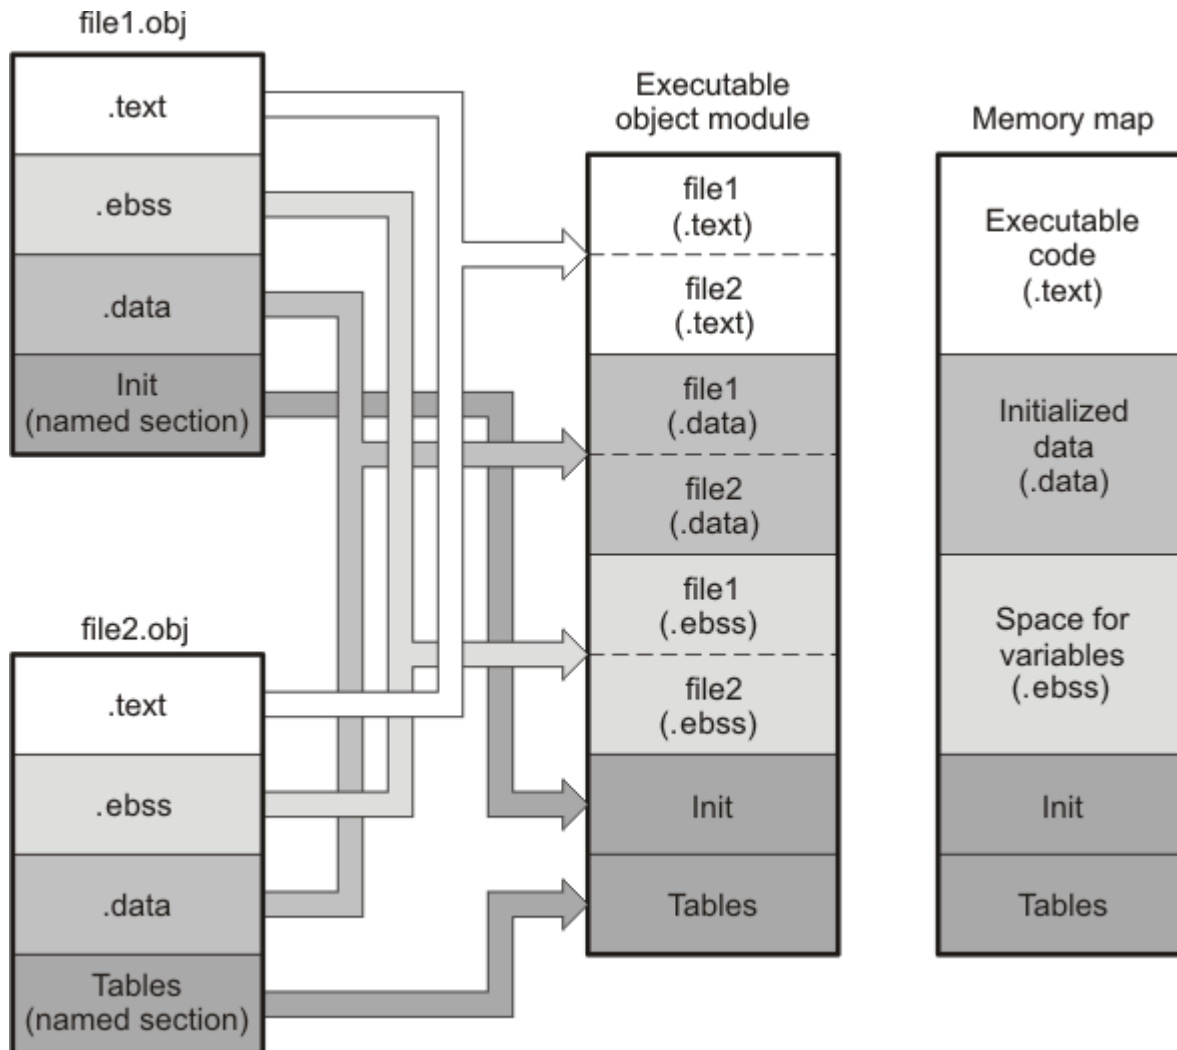 file1.obj
.text
.ebss
.data
Init
(named section)
file2.obj
.text
.ebss
.data
Tables
(named section)
Executable
object module
file1
(.text)
file2
(.text)
file1
(.data)
file2
(.data)
file1
(.ebss)
file2
(.ebss)
Init
Tables
Memory map
Executable
code
(.text)
Initialized
data
(.data)
Space for
variables
(.ebss)
Init
Tables